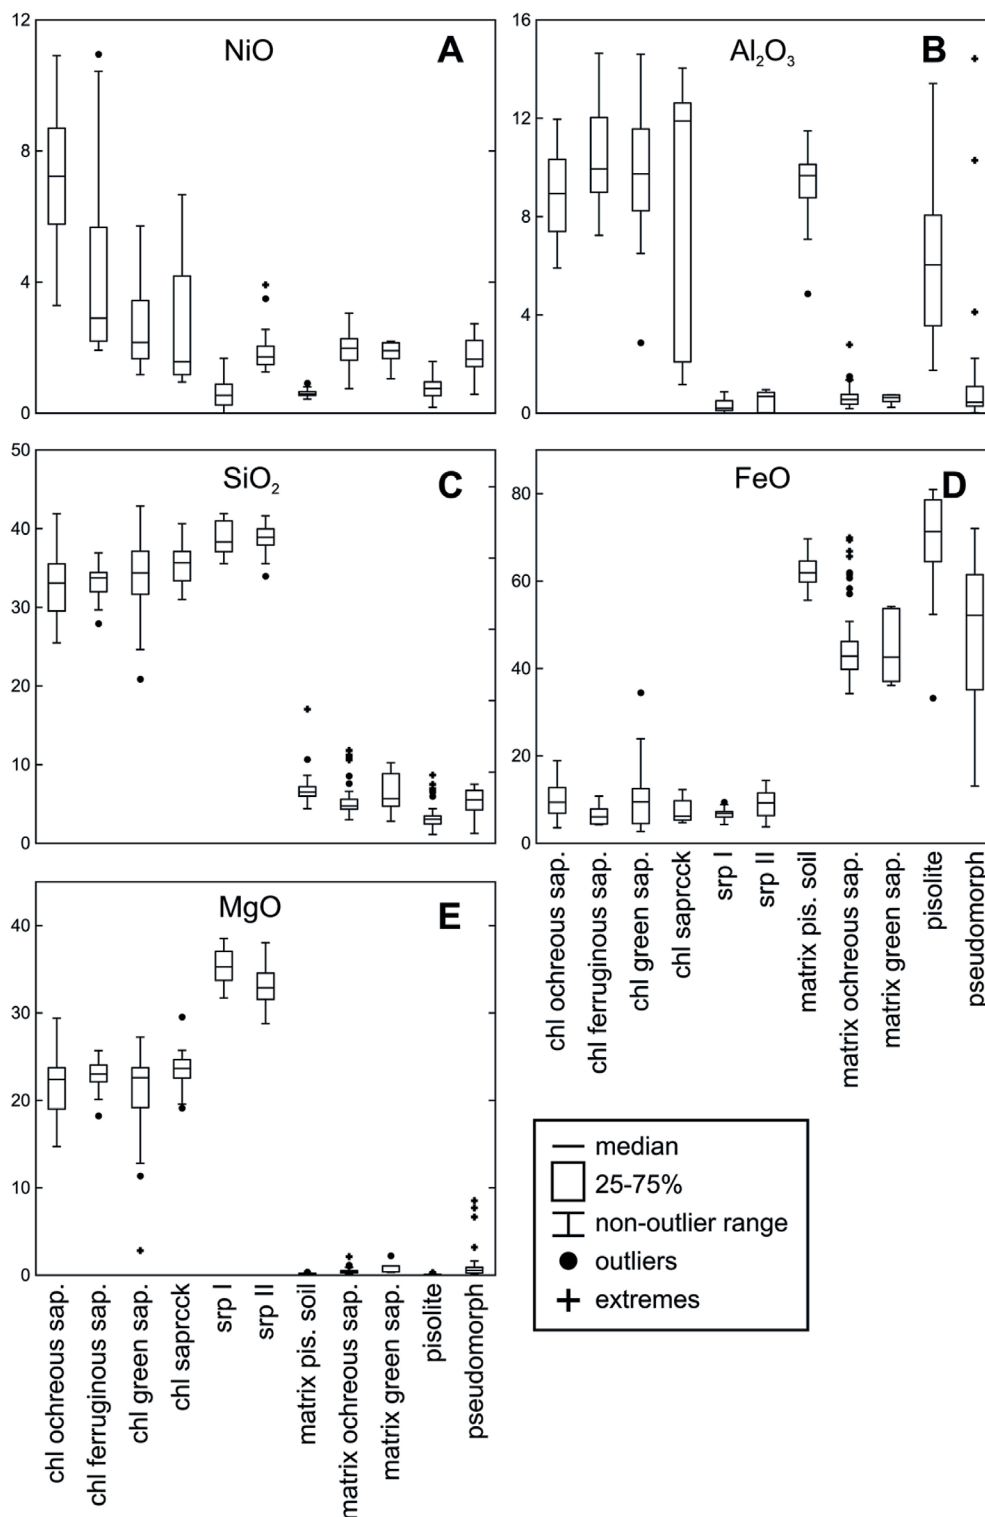 NiO A
12
8
4
0
Al₂O₃ B
16
12
8
4
0
SiO₂ C
50
40
30
20
10
0
FeO D
80
60
40
20
0
chl ochreous sap.
chl ferruginous sap.
chl green sap.
chl saprcck
srp I
srp II
matrix pis. soil
matrix ochreous sap.
matrix green sap.
pisolite
pseudomorph
MgO E
40
30
20
10
0
chl ochreous sap.
chl ferruginous sap.
chl green sap.
chl saprcck
srp I
srp II
matrix pis. soil
matrix ochreous sap.
matrix green sap.
pisolite
pseudomorph
median
25-75%
non-outlier range
outliers
extremes